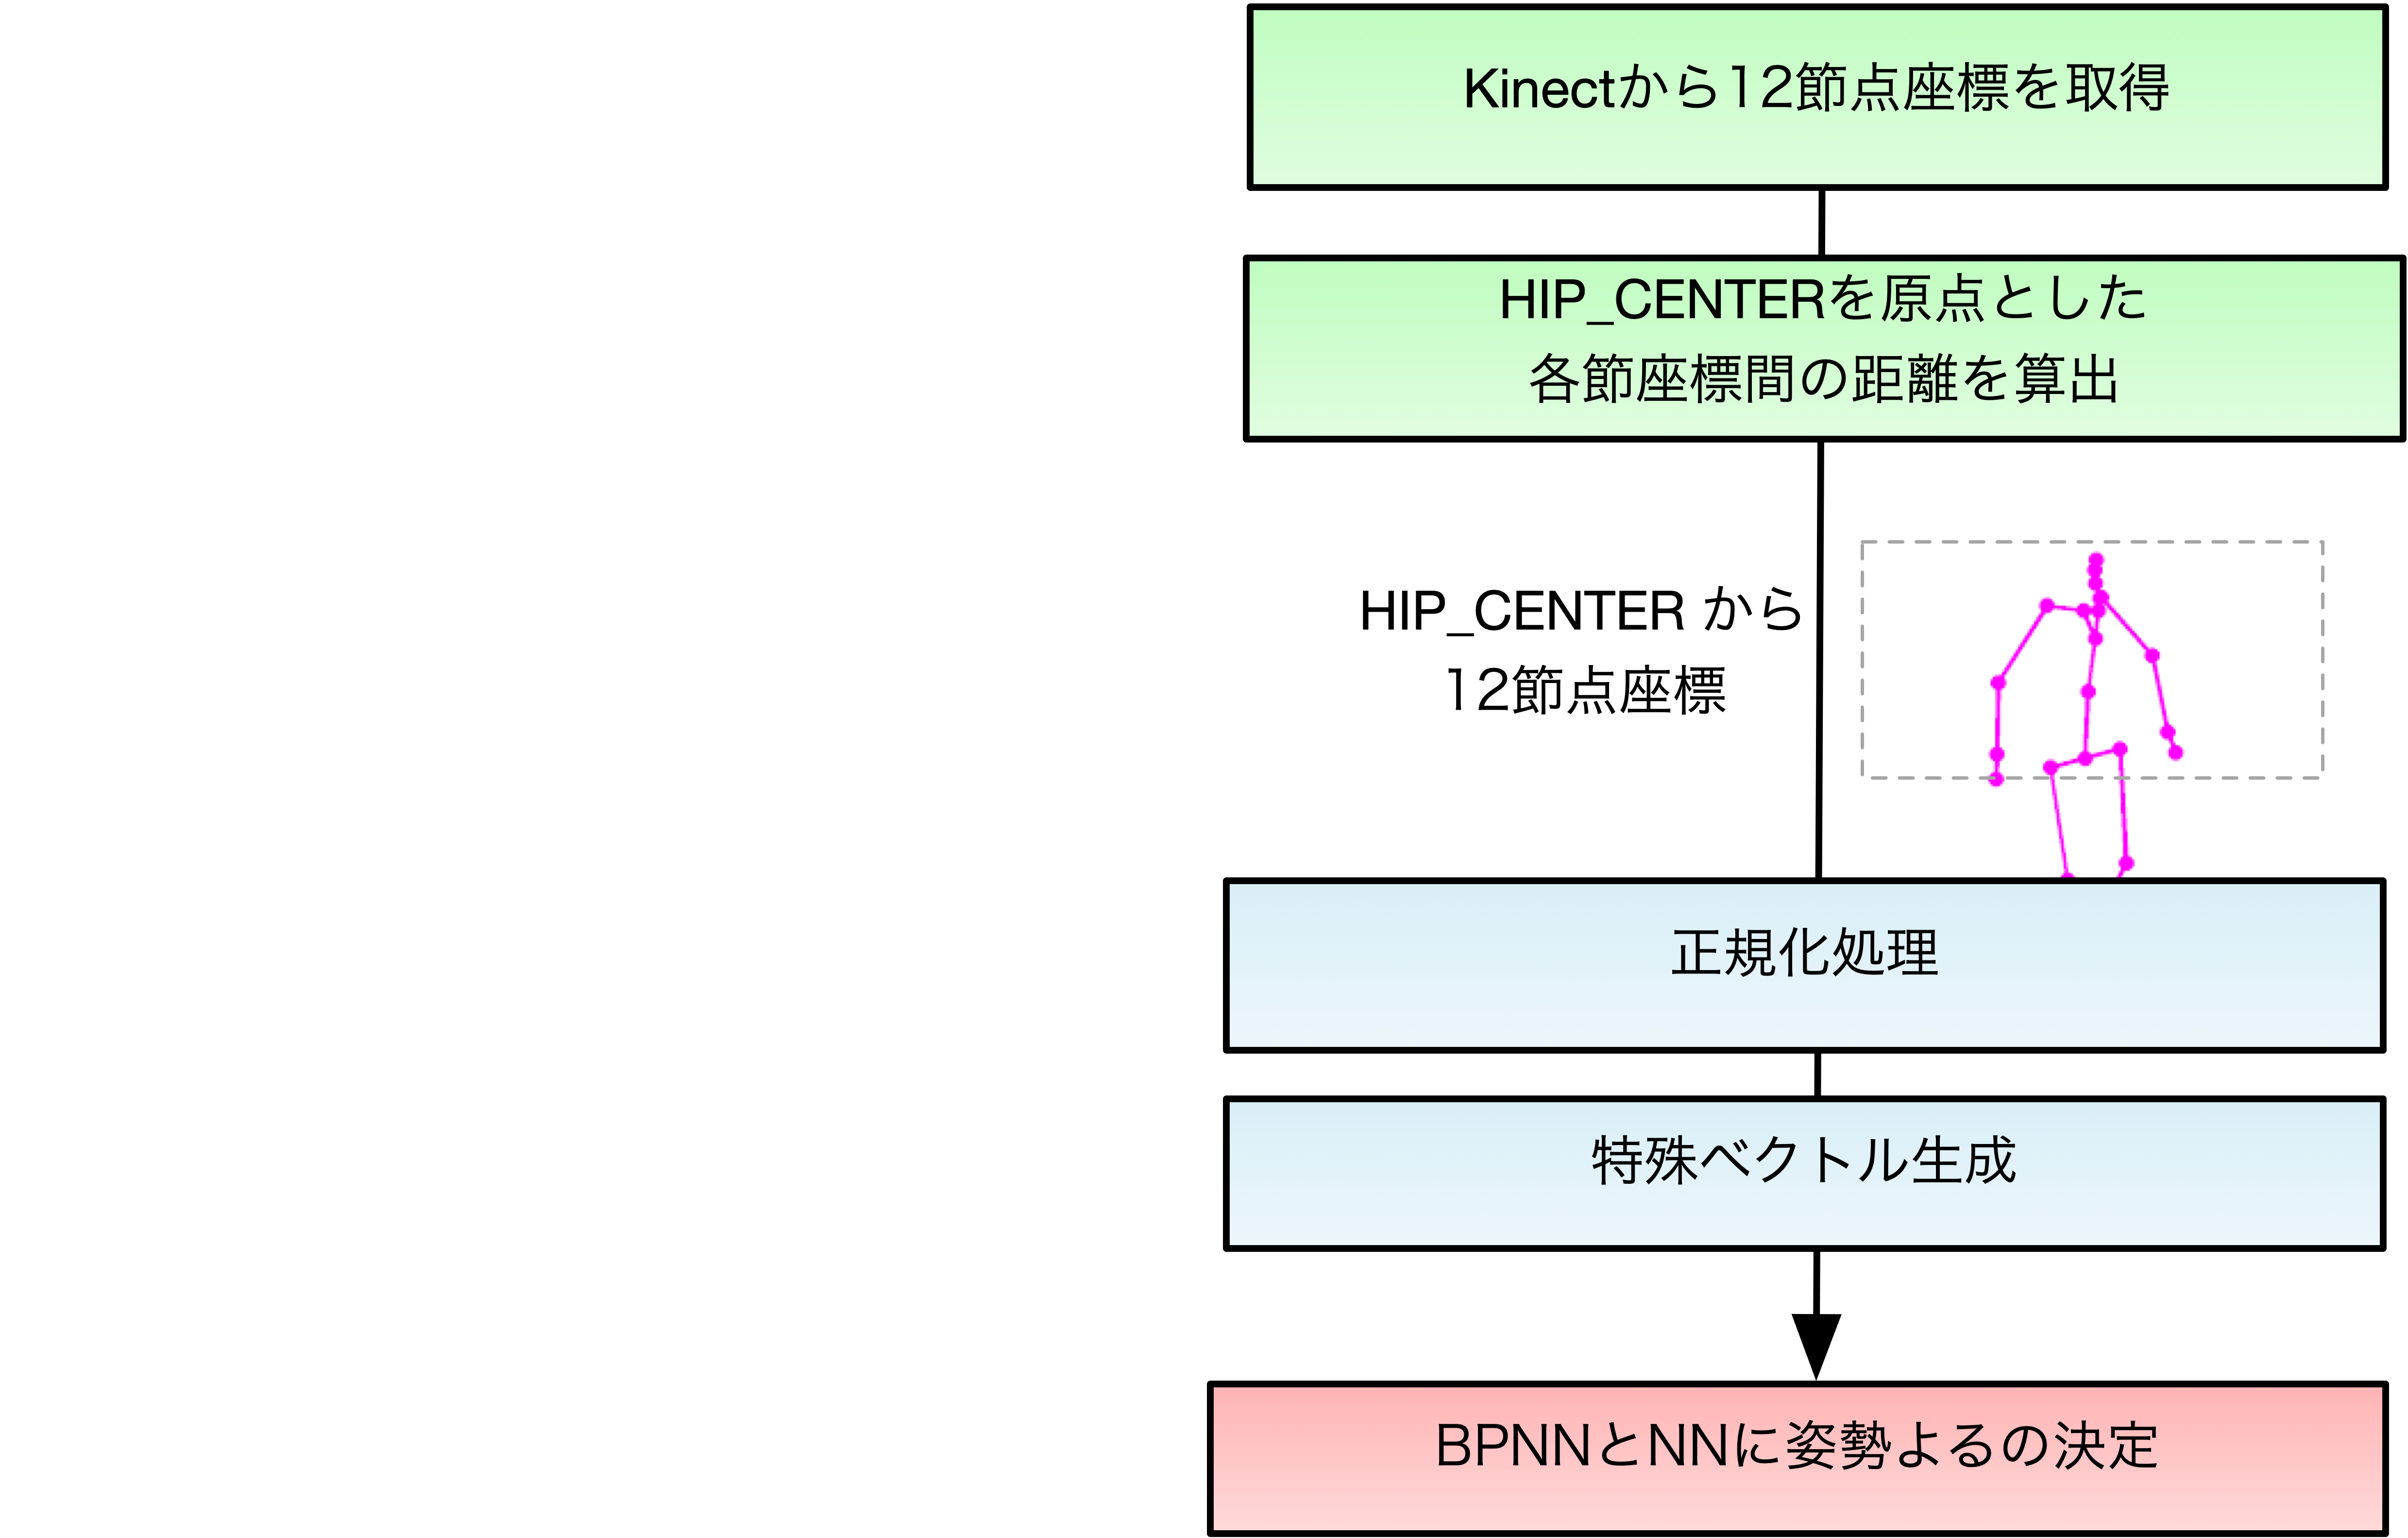 Kinectから12節点座標を取得
HIP_CENTERを原点とした
各節座標間の距離を算出
HIP_CENTER から
12節点座標
正規化処理
特殊ベクトル生成
BPNNとNNに姿勢よるの決定